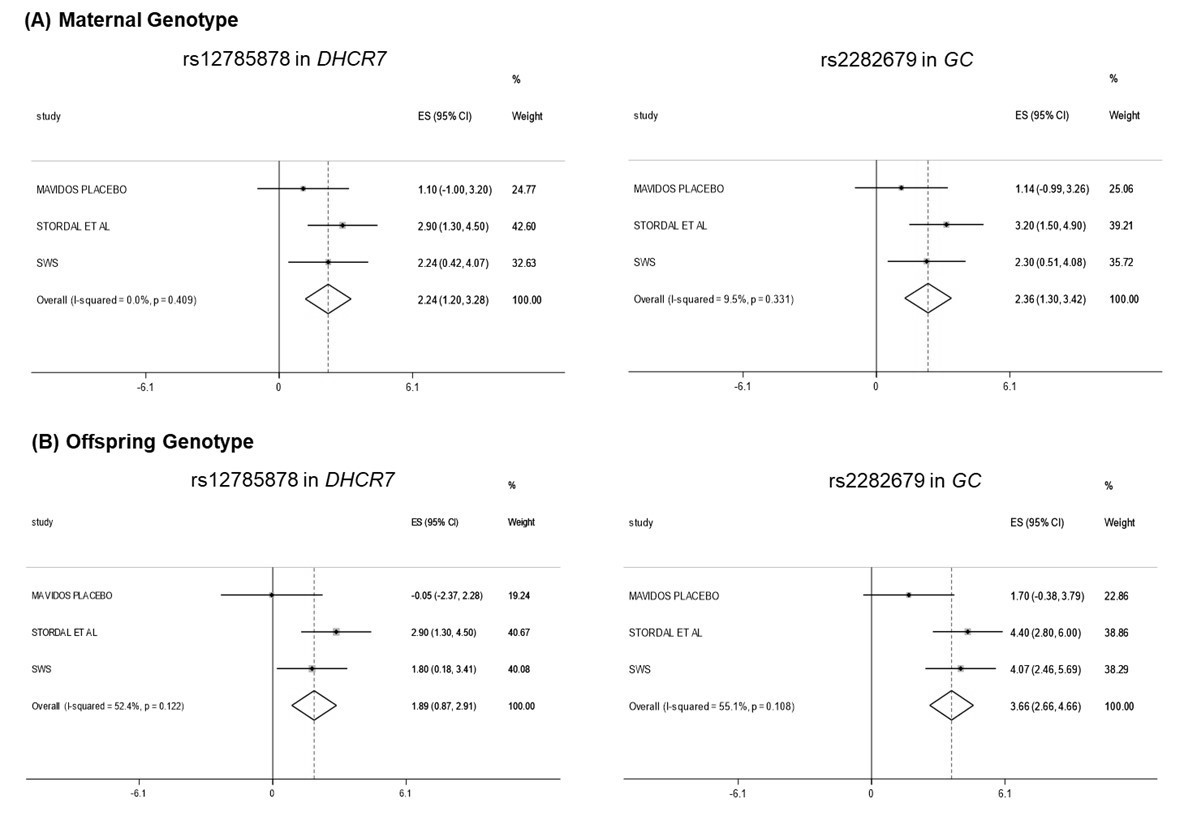 (A) Maternal Genotype
rs12785878 in DHCR7
%
study ES (95% CI) Weight
MAVIDOS PLACEBO 1.10 (-1.00, 3.20) 24.77
STORDAL ET AL 2.90 (1.30, 4.50) 42.60
SWS 2.24 (0.42, 4.07) 32.63
Overall (I-squared = 0.0%, p = 0.409) 2.24 (1.20, 3.28) 100.00
-6.1 0 6.1
rs2282679 in GC
%
study ES (95% CI) Weight
MAVIDOS PLACEBO 1.14 (-0.99, 3.26) 25.06
STORDAL ET AL 3.20 (1.50, 4.90) 39.21
SWS 2.30 (0.51, 4.08) 35.72
Overall (I-squared = 9.5%, p = 0.331) 2.36 (1.30, 3.42) 100.00
-6.1 0 6.1
(B) Offspring Genotype
rs12785878 in DHCR7
%
study ES (95% CI) Weight
MAVIDOS PLACEBO -0.05 (-2.37, 2.28) 19.24
STORDAL ET AL 2.90 (1.30, 4.50) 40.67
SWS 1.80 (0.18, 3.41) 40.08
Overall (I-squared = 52.4%, p = 0.122) 1.89 (0.87, 2.91) 100.00
-6.1 0 6.1
rs2282679 in GC
%
study ES (95% CI) Weight
MAVIDOS PLACEBO 1.70 (-0.38, 3.79) 22.86
STORDAL ET AL 4.40 (2.80, 6.00) 38.86
SWS 4.07 (2.46, 5.69) 38.29
Overall (I-squared = 55.1%, p = 0.108) 3.66 (2.66, 4.66) 100.00
-6.1 0 6.1